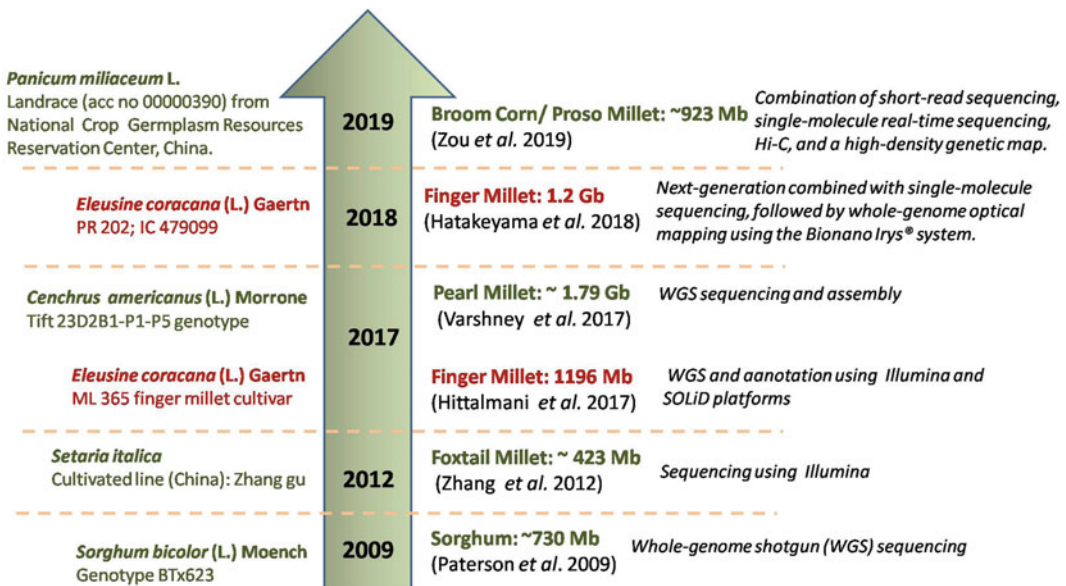 Panicum miliaceum L.
Landrace (acc no 00000390) from
National Crop Germplasm Resources
Reservation Center, China.
2019
Broom Corn/ Proso Millet: ~923 Mb
(Zou et al. 2019)
Combination of short-read sequencing,
single-molecule real-time sequencing,
Hi-C, and a high-density genetic map.
Eleusine coracana (L.) Gaertn
PR 202; IC 479099
2018
Finger Millet: 1.2 Gb
(Hatakeyama et al. 2018)
Next-generation combined with single-molecule
sequencing, followed by whole-genome optical
mapping using the Bionano Irys® system.
Cenchrus americanus (L.) Morrone
Tift 23D2B1-P1-P5 genotype
2017
Pearl Millet: ~ 1.79 Gb
(Varshney et al. 2017)
WGS sequencing and assembly
Eleusine coracana (L.) Gaertn
ML 365 finger millet cultivar
Finger Millet: 1196 Mb
(Hittalmani et al. 2017)
WGS and aanotation using Illumina and
SOLiD platforms
Setaria italica
Cultivated line (China): Zhang gu
2012
Foxtail Millet: ~ 423 Mb
(Zhang et al. 2012)
Sequencing using Illumina
Sorghum bicolor (L.) Moench
Genotype BTx623
2009
Sorghum: ~730 Mb
(Paterson et al. 2009)
Whole-genome shotgun (WGS) sequencing